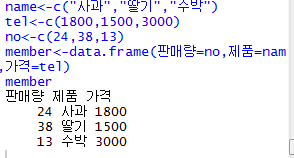 name<-c("사과","딸기","수박")
tel<-c(1800,1500,3000)
no<-c(24,38,13)
member<-data.frame(판매량=no,제품=nam
,가격=tel)
member
판매량 제품 가격
24 사과 1800
38 딸기 1500
13 수박 3000